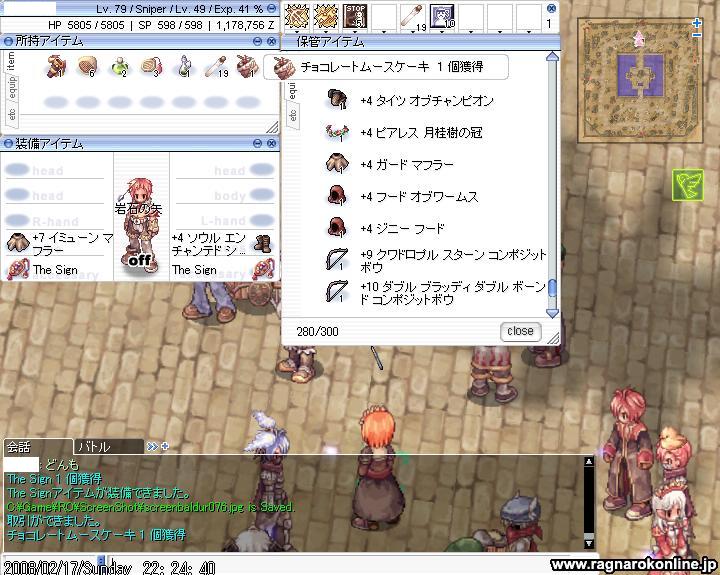 Lv. 79 / Sniper / Lv. 49 / Exp. 41 %
HP 5805 / 5805 | SP 598 / 598 | 1,178,756 Z
所持アイテム
item
equip
etc
1
6
2
3
1
19
装備アイテム
head
head
head
body
R-hand
L-hand
岩石の矢
+7 イミューン マフラー
+4 ソウル エンチャンテド シ...
The Sign
The Sign
accessary
off
STOP
5
19
10
1
保管アイテム
チョコレートムースケーキ 1 個獲得
equi
etc
+4 タイツ オブチャンピオン
+4 ピアレス 月桂樹の冠
+4 ガード マフラー
+4 フード オブワームス
+4 ジニー フード
+9 クワドロプル スターン コンポジットボウ
+10 ダブル ブラッディ ダブル ボーンド コンポジットボウ
280/300
close
会話
バトル
: どんも
The Sign 1 個獲得
The Signアイテムが装備できました。
C:¥Game¥RO¥ScreenShot¥screenbaldur076.jpg is Saved.
取引ができました。
チョコレートムースケーキ 1 個獲得
2008/02/17/Sunday 22: 24: 40
www.ragnarokonline.jp